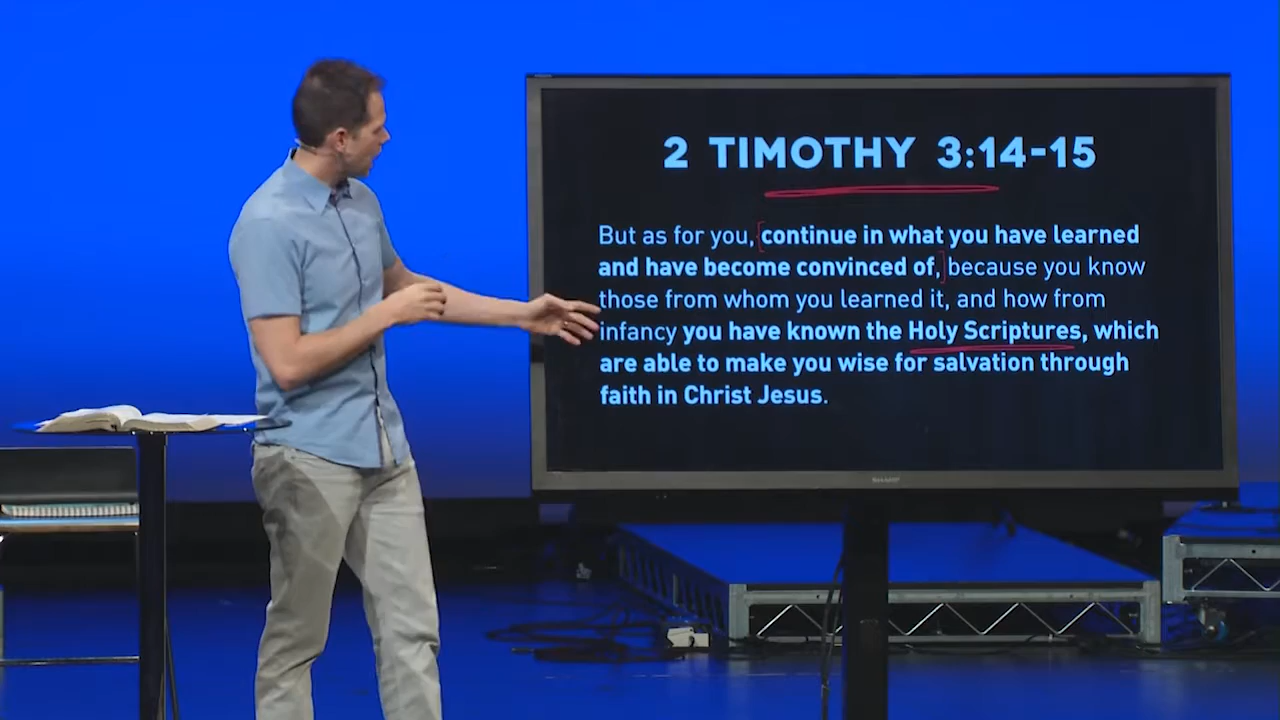 2 TIMOTHY 3:14-15
But as for you, continue in what you have learned
and have become convinced of, because you know
those from whom you learned it, and how from
infancy you have known the Holy Scriptures, which
are able to make you wise for salvation through
faith in Christ Jesus.
SHARP